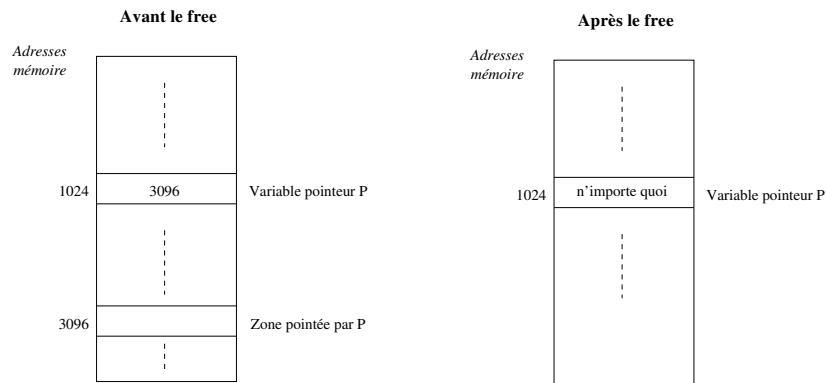 Avant le free
Adresses
mémoire
1024
3096
Variable pointeur P
3096
Zone pointée par P
Après le free
Adresses
mémoire
1024
n'importe quoi
Variable pointeur P